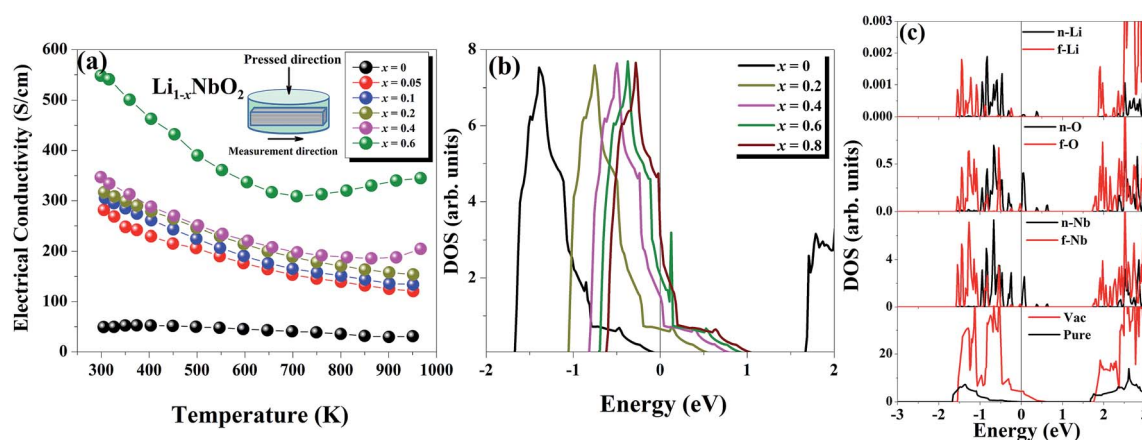 (a)
Pressed direction
Li1-xNbO2
Measurement direction
x = 0
x = 0.05
x = 0.1
x = 0.2
x = 0.4
x = 0.6
Electrical Conductivity (S/cm)
600
500
400
300
200
100
0
300 400 500 600 700 800 900 1000
Temperature (K)
(b)
x = 0
x = 0.2
x = 0.4
x = 0.6
x = 0.8
DOS (arb. units)
8
6
4
2
-2 -1 0 1 2
Energy (eV)
(c)
n-Li
f-Li
n-O
f-O
n-Nb
f-Nb
Vac
Pure
DOS (arb. units)
0.003
0.002
0.001
0.000
0.5
0.0
4
0
20
0
-3 -2 -1 0 1 2 3
Energy (eV)